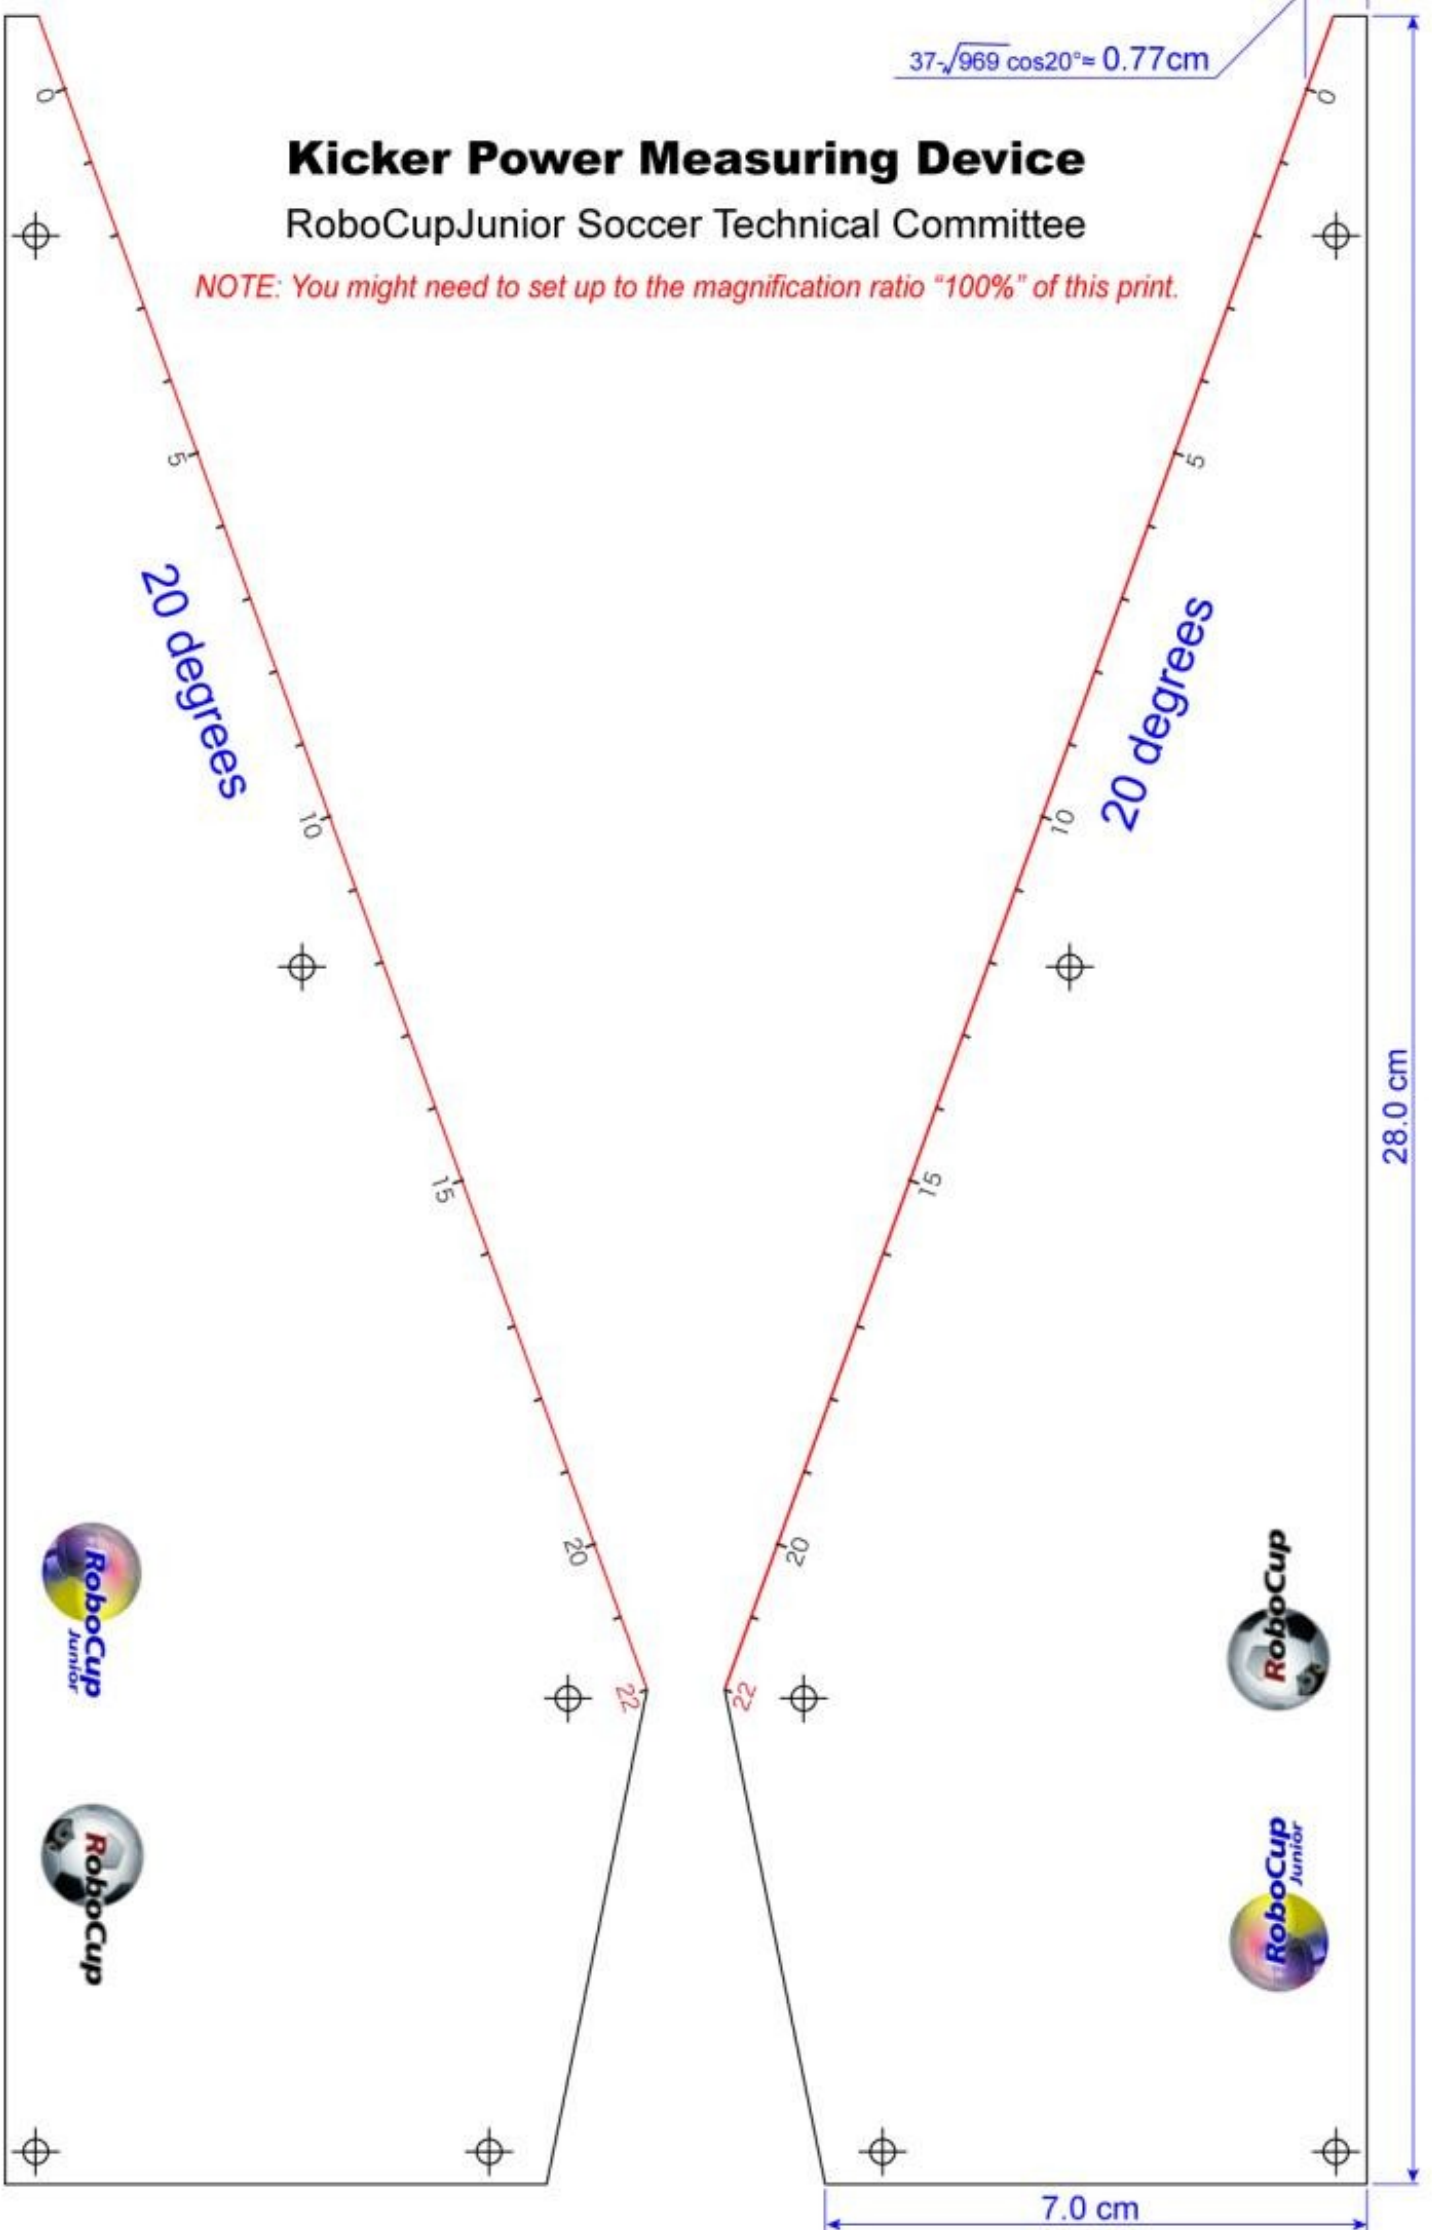 37-√969 cos20°≈ 0.77cm
0
0
Kicker Power Measuring Device
RoboCupJunior Soccer Technical Committee
NOTE: You might need to set up to the magnification ratio “100%” of this print.
5
5
20 degrees
20 degrees
10
10
28.0 cm
15
15
20
20
RoboCup
Junior
RoboCup
22
22
RoboCup
RoboCup
Junior
7.0 cm